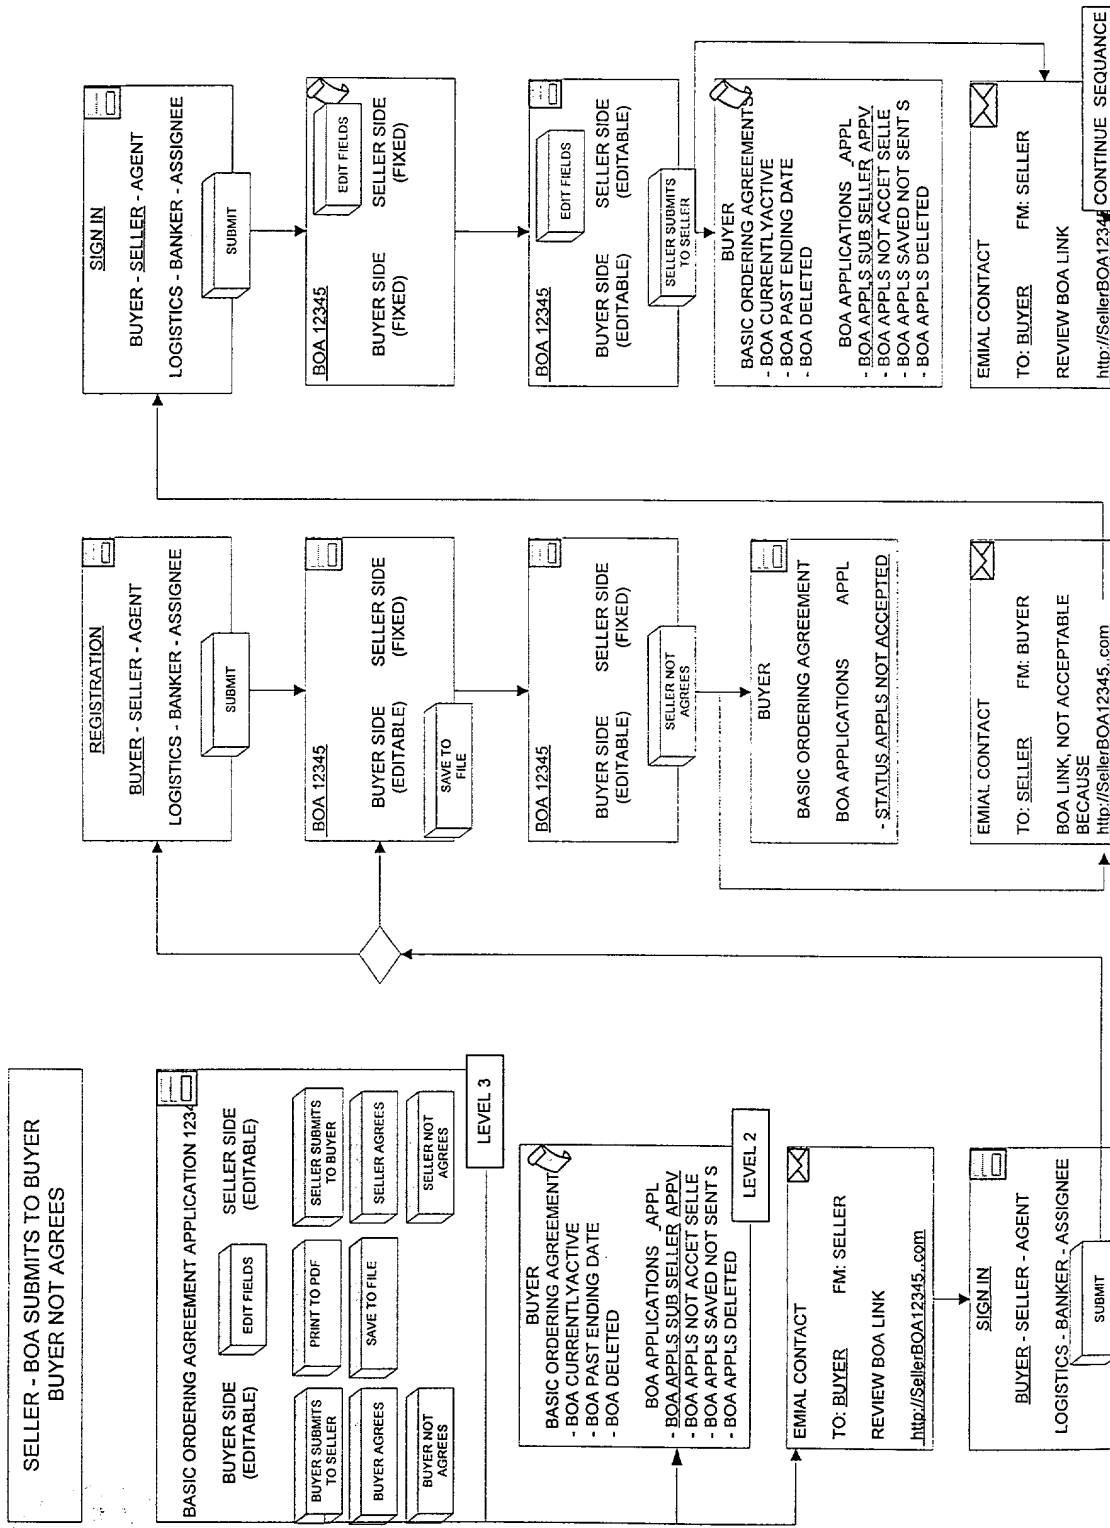 SELLER - BOA SUBMITS TO BUYER
BUYER NOT AGREES
BASIC ORDERING AGREEMENT APPLICATION 1234
BUYER SIDE
(EDITABLE)
EDIT FIELDS
SELLER SIDE
(EDITABLE)
BUYER SUBMITS
TO SELLER
PRINT TO PDF
SELLER SUBMITS
TO BUYER
BUYER AGREES
SAVE TO FILE
SELLER AGREES
BUYER NOT
AGREES
SELLER NOT
AGREES
LEVEL 3
BUYER
BASIC ORDERING AGREEMENT
- BOA CURRENTLYACTIVE
- BOA PAST ENDING DATE
- BOA DELETED
BOA APPLICATIONS _APPL
- BOA APPLS SUB SELLER APPV
- BOA APPLS NOT ACCET SELLE
- BOA APPLS SAVED NOT SENT S
- BOA APPLS DELETED
LEVEL 2
EMIAL CONTACT
TO: BUYER FM: SELLER
REVIEW BOA LINK
http://SellerBOA12345..com
SIGN IN
BUYER - SELLER - AGENT
LOGISTICS - BANKER - ASSIGNEE
SUBMIT
REGISTRATION
BUYER - SELLER - AGENT
LOGISTICS - BANKER - ASSIGNEE
SUBMIT
BOA 12345
BUYER SIDE
(EDITABLE)
SELLER SIDE
(FIXED)
SAVE TO
FILE
BOA 12345
BUYER SIDE
(EDITABLE)
SELLER SIDE
(FIXED)
SELLER NOT
AGREES
BUYER
BASIC ORDERING AGREEMENT
BOA APPLICATIONS APPL
- STATUS APPLS NOT ACCEPTED
EMIAL CONTACT
TO: SELLER FM: BUYER
BOA LINK, NOT ACCEPTABLE
BECAUSE
http://SellerBOA12345..com
SIGN IN
BUYER - SELLER - AGENT
LOGISTICS - BANKER - ASSIGNEE
SUBMIT
BOA 12345
EDIT FIELDS
BUYER SIDE
(FIXED)
SELLER SIDE
(FIXED)
BOA 12345
EDIT FIELDS
BUYER SIDE
(EDITABLE)
SELLER SIDE
(EDITABLE)
SELLER SUBMITS
TO SELLER
BUYER
BASIC ORDERING AGREEMENTS
- BOA CURRENTLYACTIVE
- BOA PAST ENDING DATE
- BOA DELETED
BOA APPLICATIONS _APPL
- BOA APPLS SUB SELLER APPV
- BOA APPLS NOT ACCET SELLE
- BOA APPLS SAVED NOT SENT S
- BOA APPLS DELETED
EMIAL CONTACT
TO: BUYER FM: SELLER
REVIEW BOA LINK
http://SellerBOA1234
CONTINUE SEQUANCE